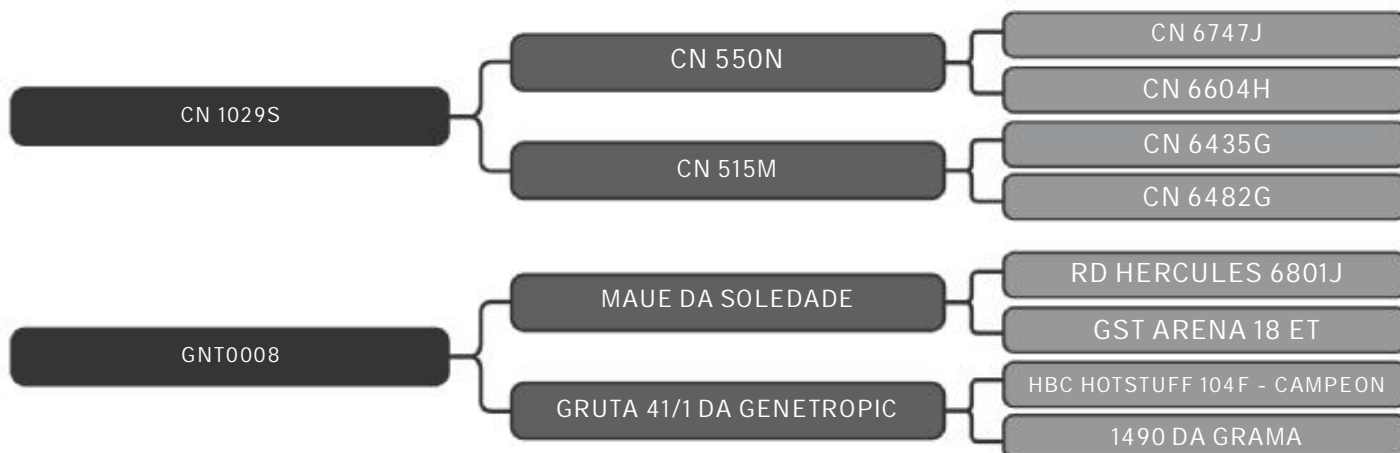 CN 1029S
CN 550N
CN 6747J
CN 6604H
CN 515M
CN 6435G
CN 6482G
GNT0008
MAUE DA SOLEDADE
RD HERCULES 6801J
GST ARENA 18 ET
GRUTA 41/1 DA GENETROPIC
HBC HOTSTUFF 104F - CAMPEON
1490 DA GRAMA